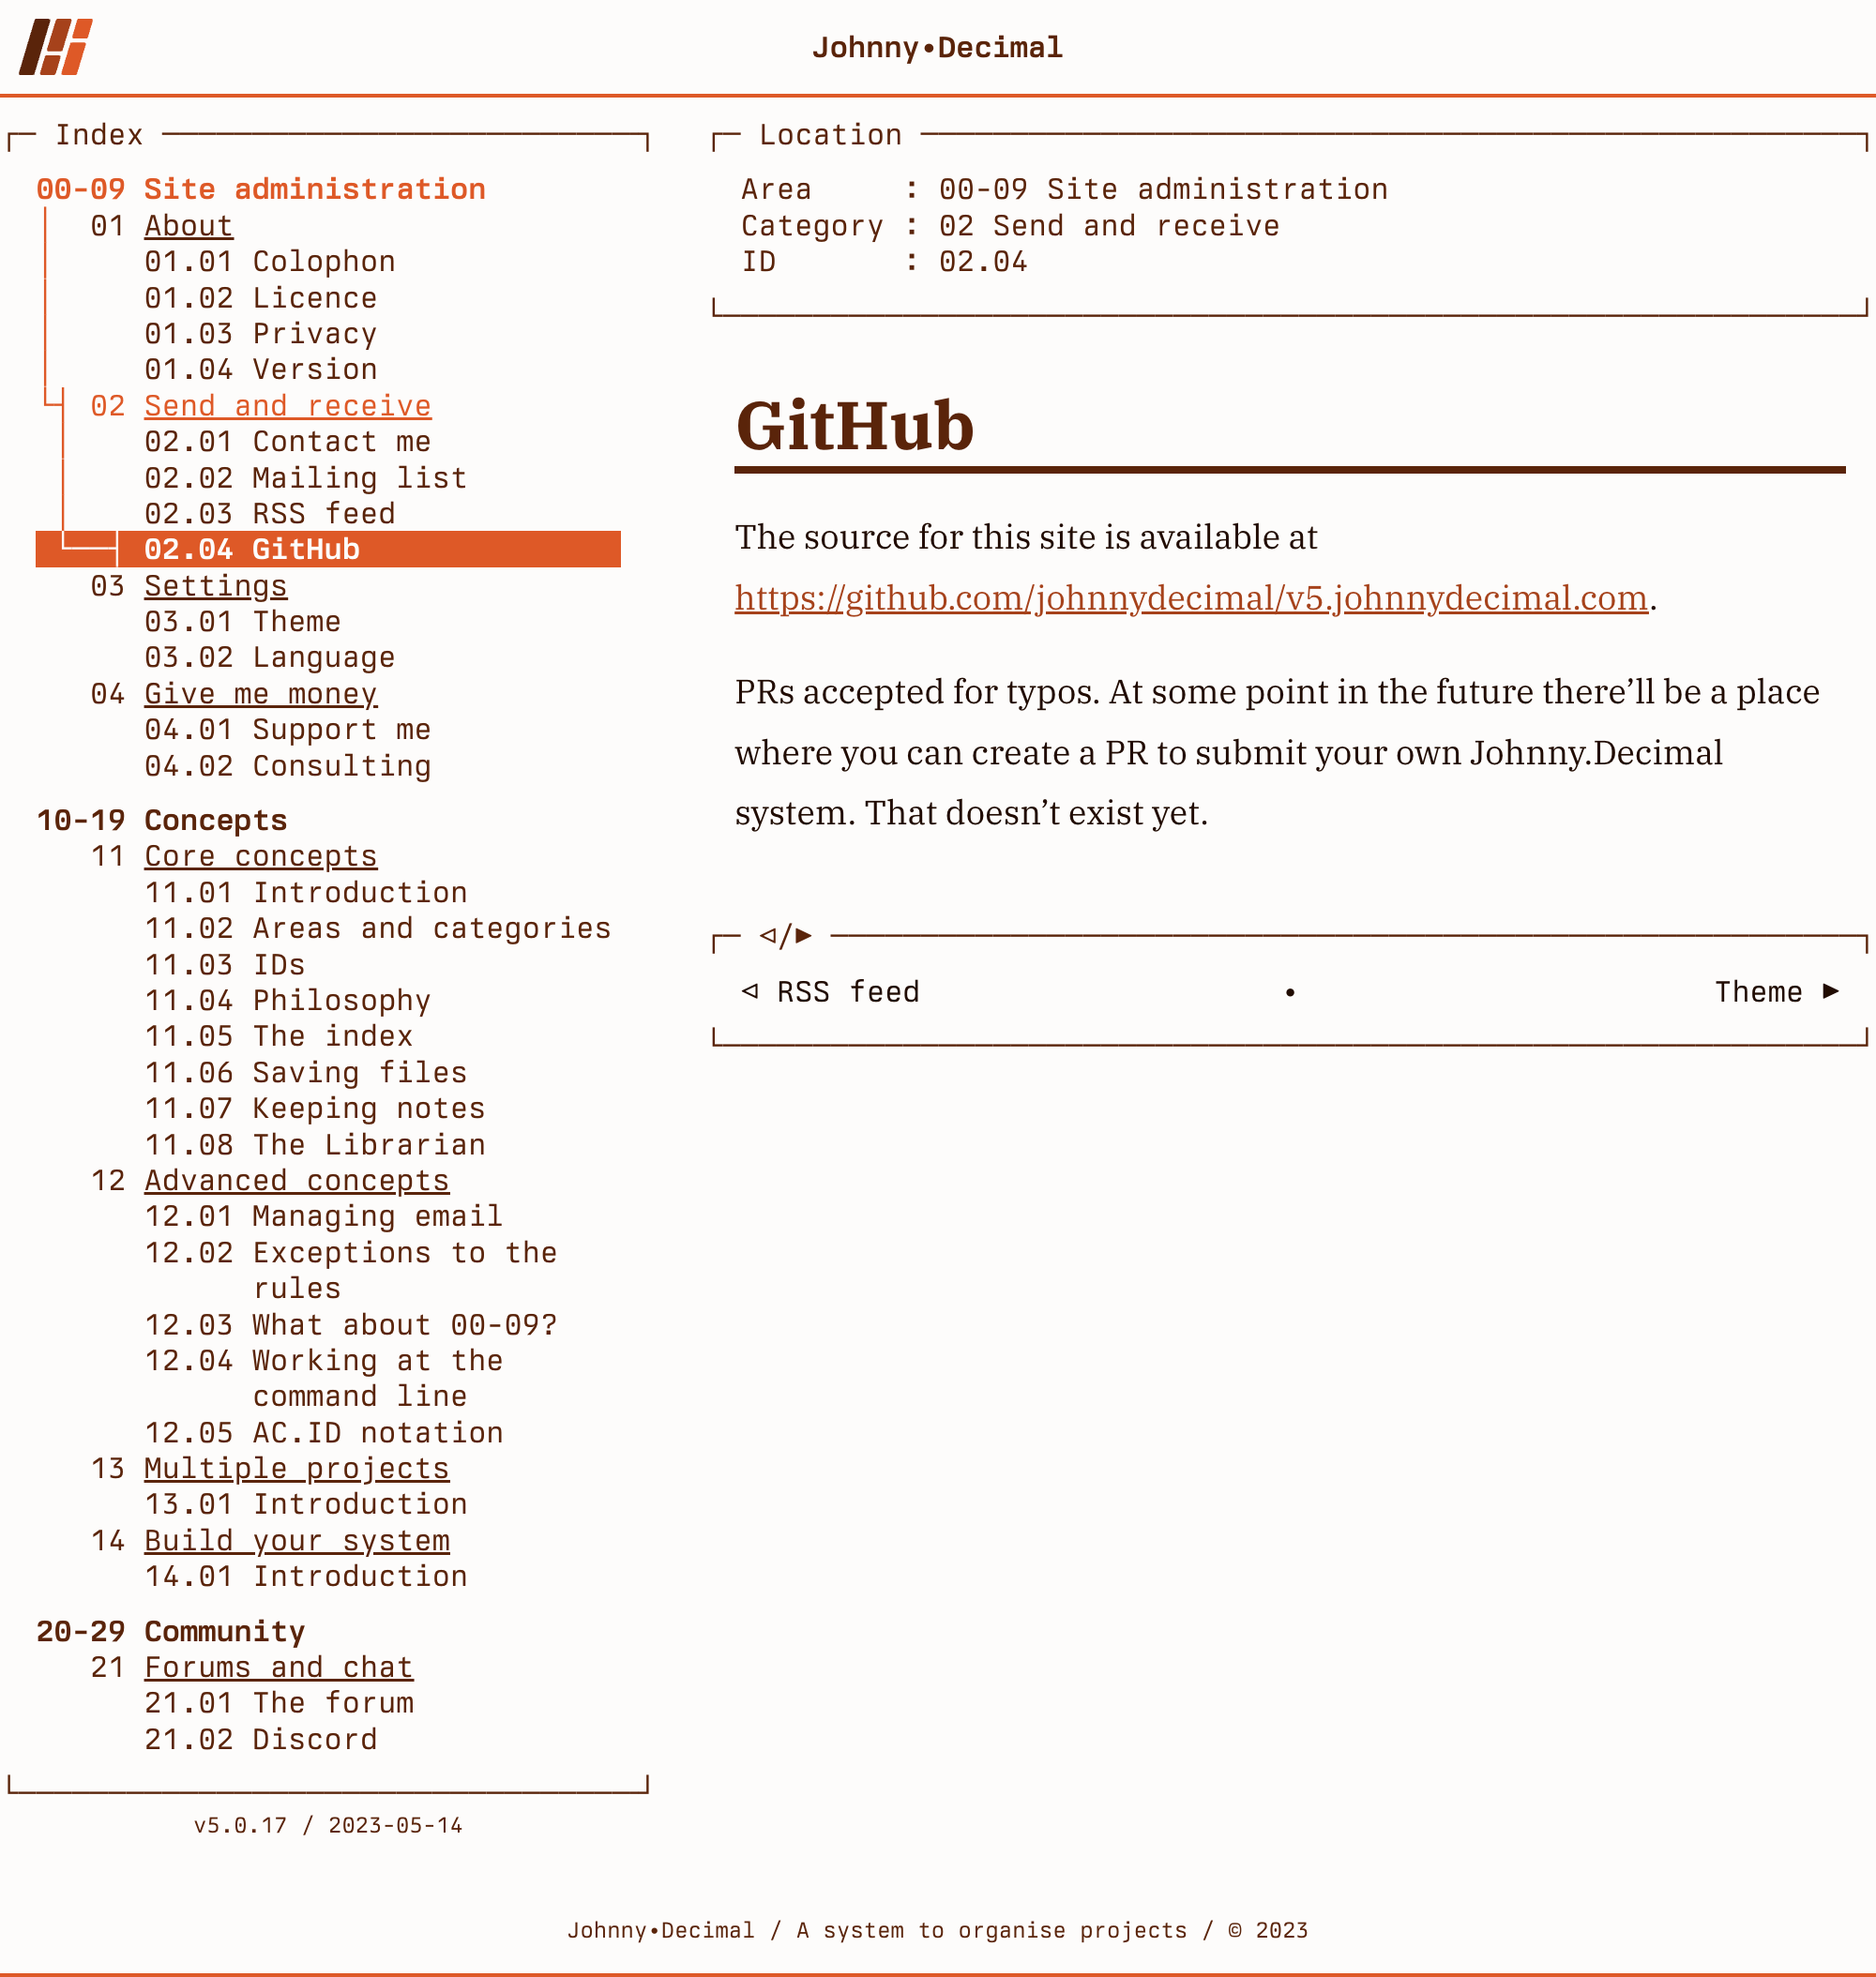 Johnny•Decimal
Index
00-09 Site administration
01 About
01.01 Colophon
01.02 Licence
01.03 Privacy
01.04 Version
02 Send and receive
02.01 Contact me
02.02 Mailing list
02.03 RSS feed
02.04 GitHub
03 Settings
03.01 Theme
03.02 Language
04 Give me money
04.01 Support me
04.02 Consulting
10-19 Concepts
11 Core concepts
11.01 Introduction
11.02 Areas and categories
11.03 IDs
11.04 Philosophy
11.05 The index
11.06 Saving files
11.07 Keeping notes
11.08 The Librarian
12 Advanced concepts
12.01 Managing email
12.02 Exceptions to the
rules
12.03 What about 00-09?
12.04 Working at the
command line
12.05 AC.ID notation
13 Multiple projects
13.01 Introduction
14 Build your system
14.01 Introduction
20-29 Community
21 Forums and chat
21.01 The forum
21.02 Discord
v5.0.17 / 2023-05-14
Location
Area : 00-09 Site administration
Category : 02 Send and receive
ID : 02.04
GitHub
The source for this site is available at
https://github.com/johnnydecimal/v5.johnnydecimal.com.
PRs accepted for typos. At some point in the future there’ll be a place
where you can create a PR to submit your own Johnny.Decimal
system. That doesn’t exist yet.
◃/▸
◃ RSS feed • Theme ▸
Johnny•Decimal / A system to organise projects / © 2023